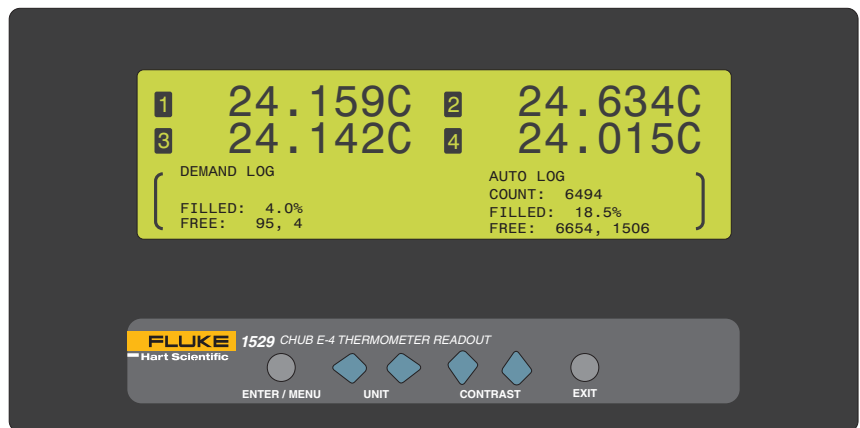 1 24.159C 2 24.634C
3 24.142C 4 24.015C
DEMAND LOG
FILLED: 4.0%
FREE: 95, 4
AUTO LOG
COUNT: 6494
FILLED: 18.5%
FREE: 6654, 1506
FLUKE
Hart Scientific
1529 CHUB E-4 THERMOMETER READOUT
ENTER / MENU UNIT CONTRAST EXIT